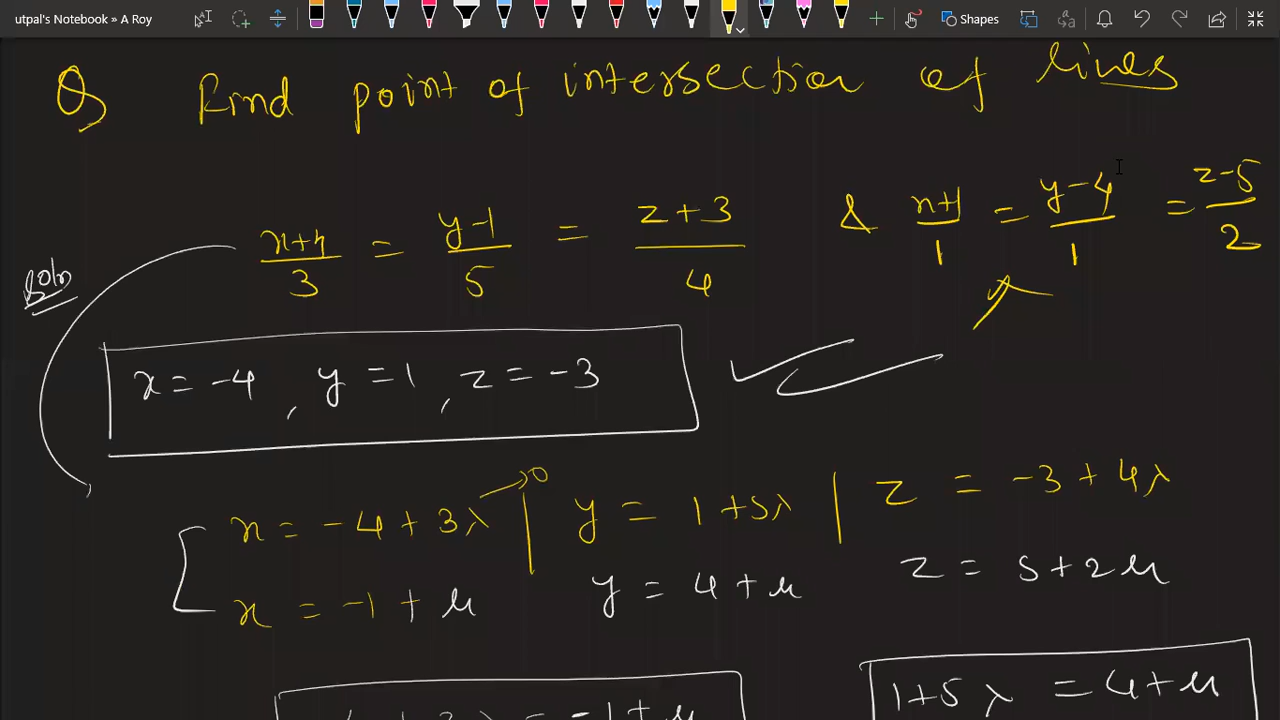 utpal's Notebook » A Roy
Shapes
Q Find point of intersection of lines
x+4/3 = y-1/5 = z+3/4 & x+1/1 = y-4/1 = z-5/2
Soln
x = -4, y = 1, z = -3
x = -4 + 3λ → 0 | y = 1 + 5λ | z = -3 + 4λ
x = -1 + μ y = 4 + μ z = 5 + 2μ
1+5λ = 4+μ